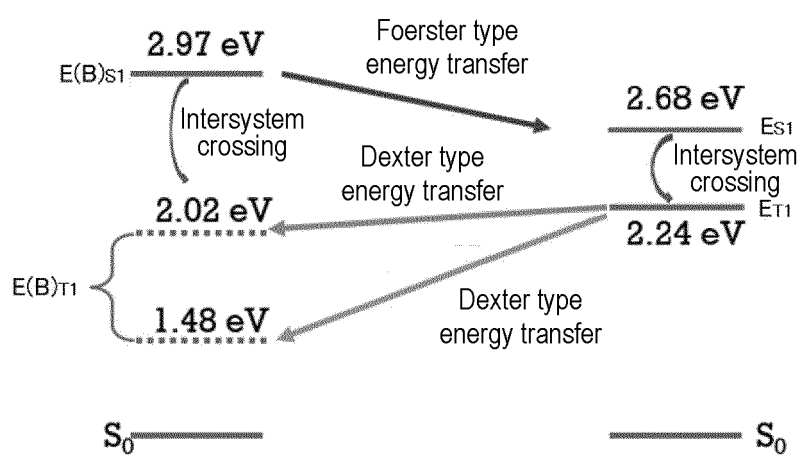 2.97 eV
E(B)S1
Foerster type
energy transfer
Intersystem
crossing
2.68 eV
ES1
Intersystem
crossing
Dexter type
energy transfer
2.02 eV
ET1
2.24 eV
E(B)T1
1.48 eV
Dexter type
energy transfer
S0
S0